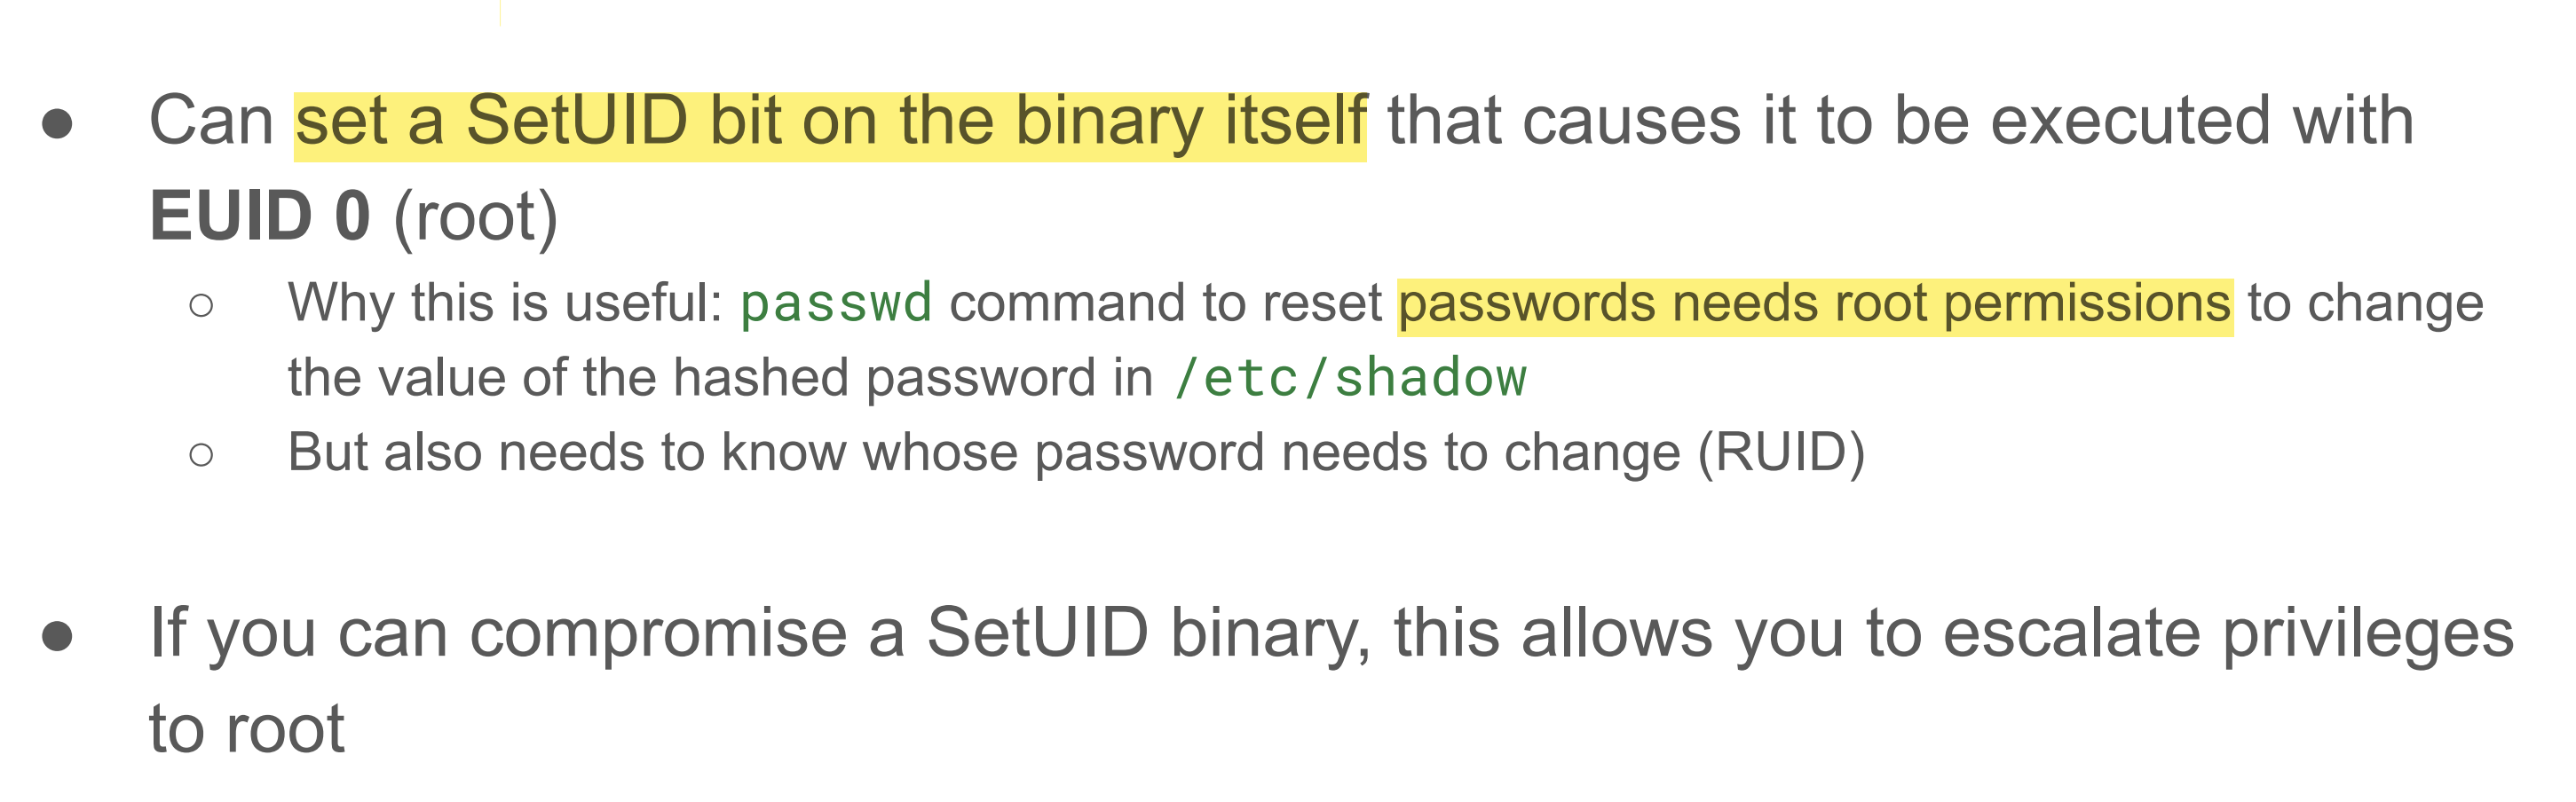 ● Can set a SetUID bit on the binary itself that causes it to be executed with
EUID 0 (root)
○ Why this is useful: passwd command to reset passwords needs root permissions to change
the value of the hashed password in /etc/shadow
○ But also needs to know whose password needs to change (RUID)
● If you can compromise a SetUID binary, this allows you to escalate privileges
to root